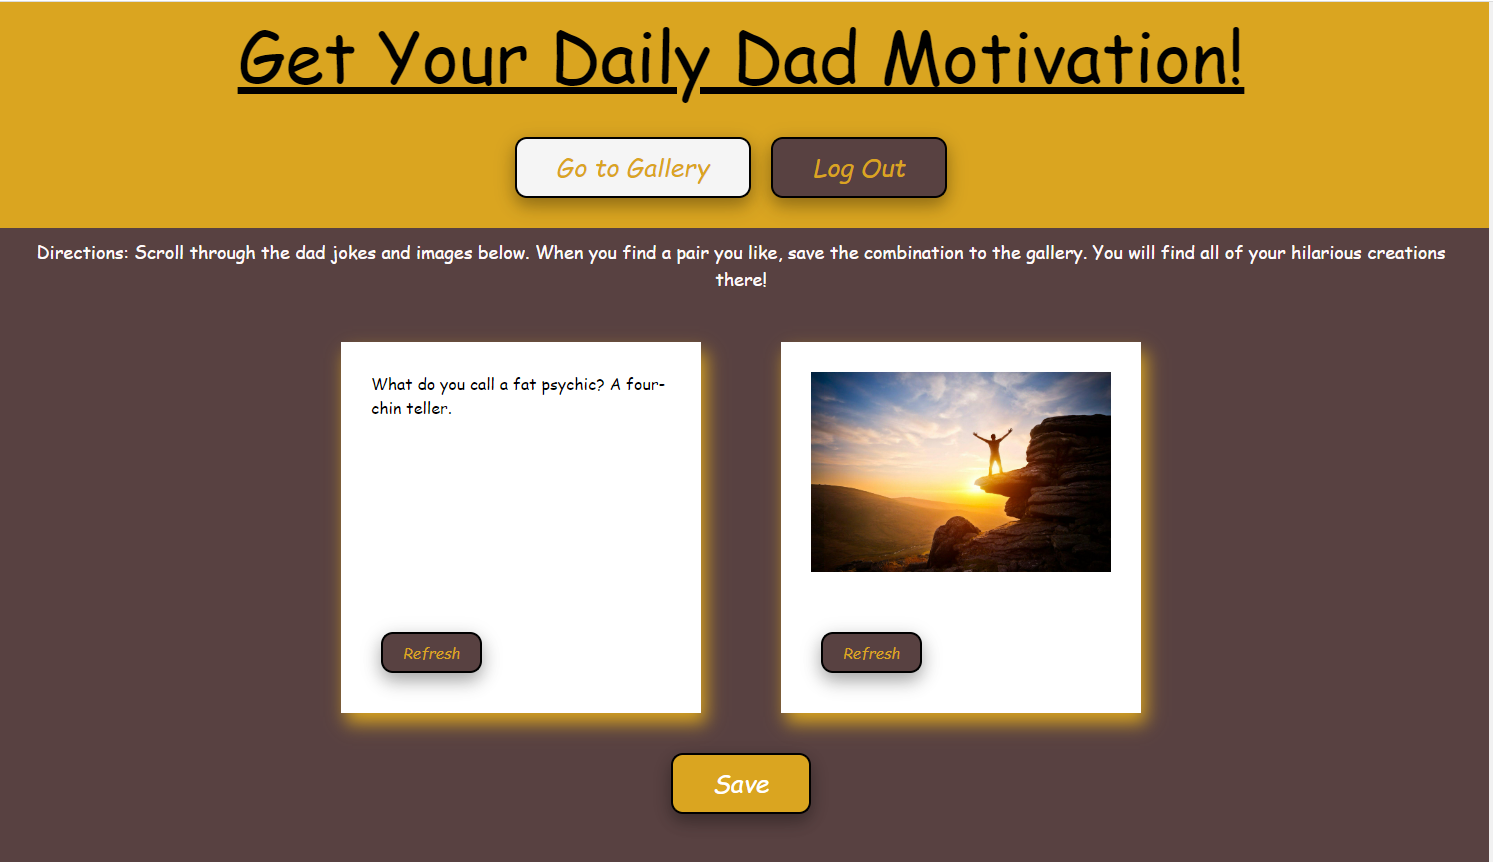 Get Your Daily Dad Motivation!
Go to Gallery
Log Out
Directions: Scroll through the dad jokes and images below. When you find a pair you like, save the combination to the gallery. You will find all of your hilarious creations
there!
What do you call a fat psychic? A four-
chin teller.
Refresh
Refresh
Save